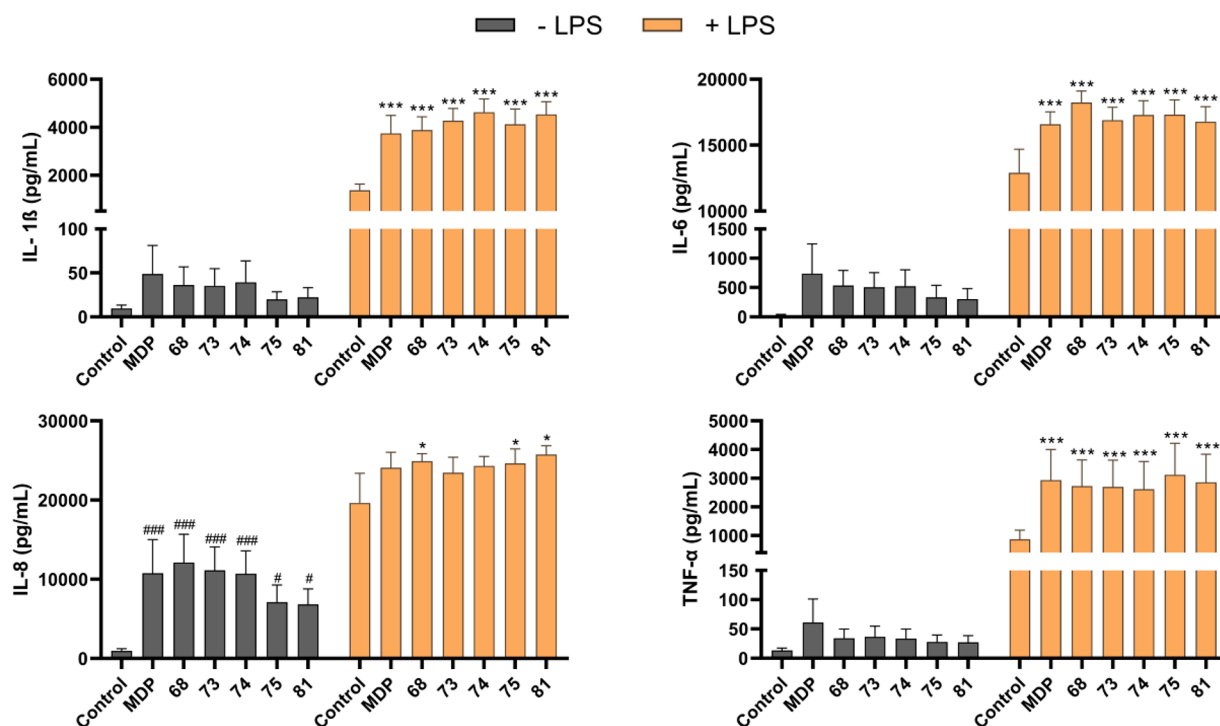 - LPS + LPS
IL- 1ß (pg/mL)
6000
4000
2000
100
50
0
*** *** *** *** *** ***
Control MDP 68 73 74 75 81 Control MDP 68 73 74 75 81
IL-6 (pg/mL)
20000
15000
10000
1500
1000
500
0
*** *** *** *** *** ***
Control MDP 68 73 74 75 81 Control MDP 68 73 74 75 81
IL-8 (pg/mL)
30000
20000
10000
0
### ### ### ### # # * * *
Control MDP 68 73 74 75 81 Control MDP 68 73 74 75 81
TNF-α (pg/mL)
5000
4000
3000
2000
1000
150
100
50
0
*** *** *** *** *** ***
Control MDP 68 73 74 75 81 Control MDP 68 73 74 75 81